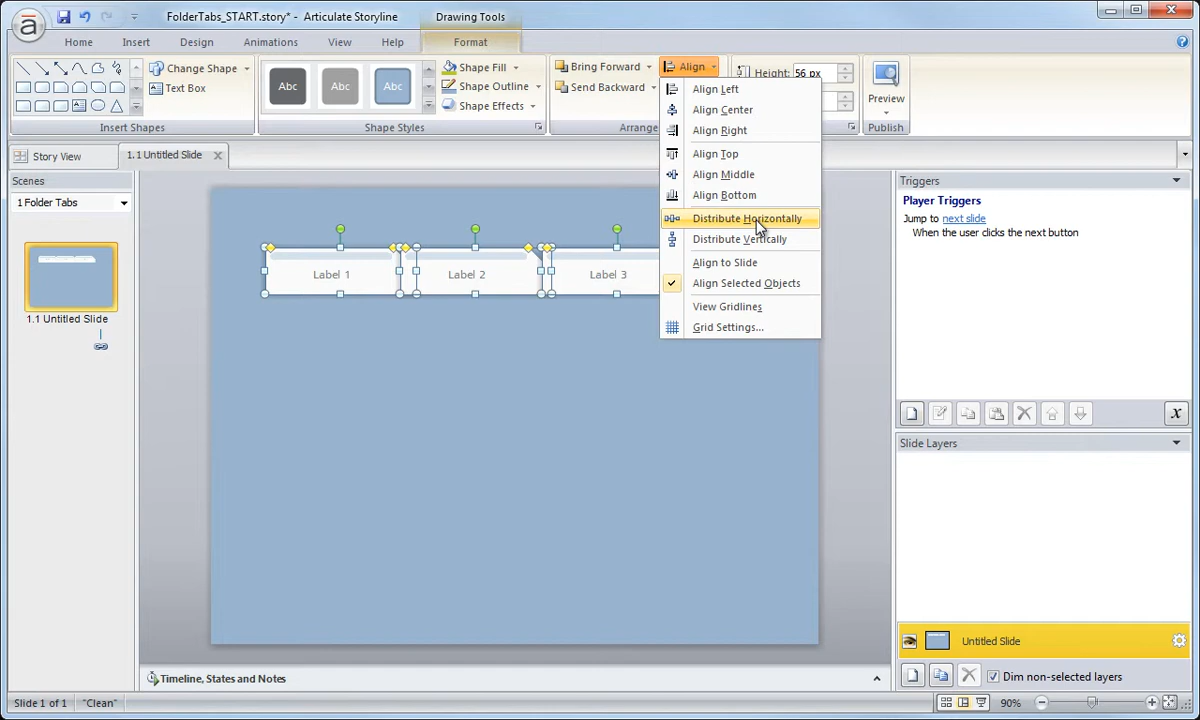 FolderTabs_START.story* - Articulate Storyline
Drawing Tools
Home
Insert
Design
Animations
View
Help
Format
Change Shape
Text Box
Insert Shapes
Abc
Abc
Abc
Shape Fill
Shape Outline
Shape Effects
Shape Styles
Bring Forward
Send Backward
Align
Arrange
Height: 56 px
Preview
Publish
Align Left
Align Center
Align Right
Align Top
Align Middle
Align Bottom
Distribute Horizontally
Distribute Vertically
Align to Slide
Align Selected Objects
View Gridlines
Grid Settings...
Story View
1.1 Untitled Slide
Scenes
1 Folder Tabs
1.1 Untitled Slide
Label 1
Label 2
Label 3
Triggers
Player Triggers
Jump to next slide
When the user clicks the next button
Slide Layers
Untitled Slide
Dim non-selected layers
Timeline, States and Notes
Slide 1 of 1
"Clean"
90%